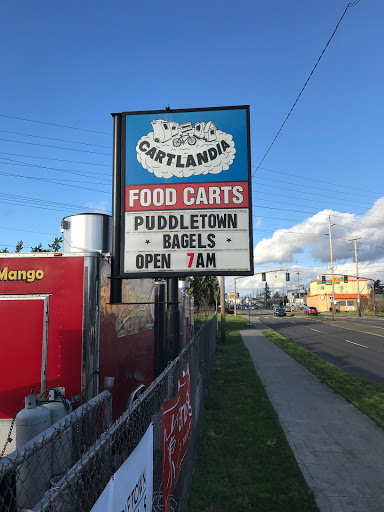 CARTLANDIA
FOOD CARTS
PUDDLETOWN
★ BAGELS ★
OPEN 7AM
Mango